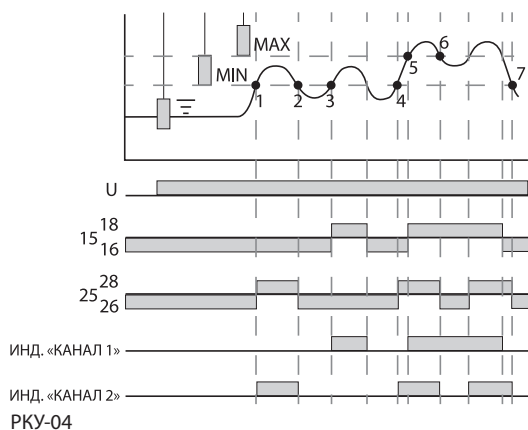 MAX
MIN
1 2 3 4 5 6 7
U
15 18
16
25 28
26
ИНД. «КАНАЛ 1»
ИНД. «КАНАЛ 2»
РКУ-04